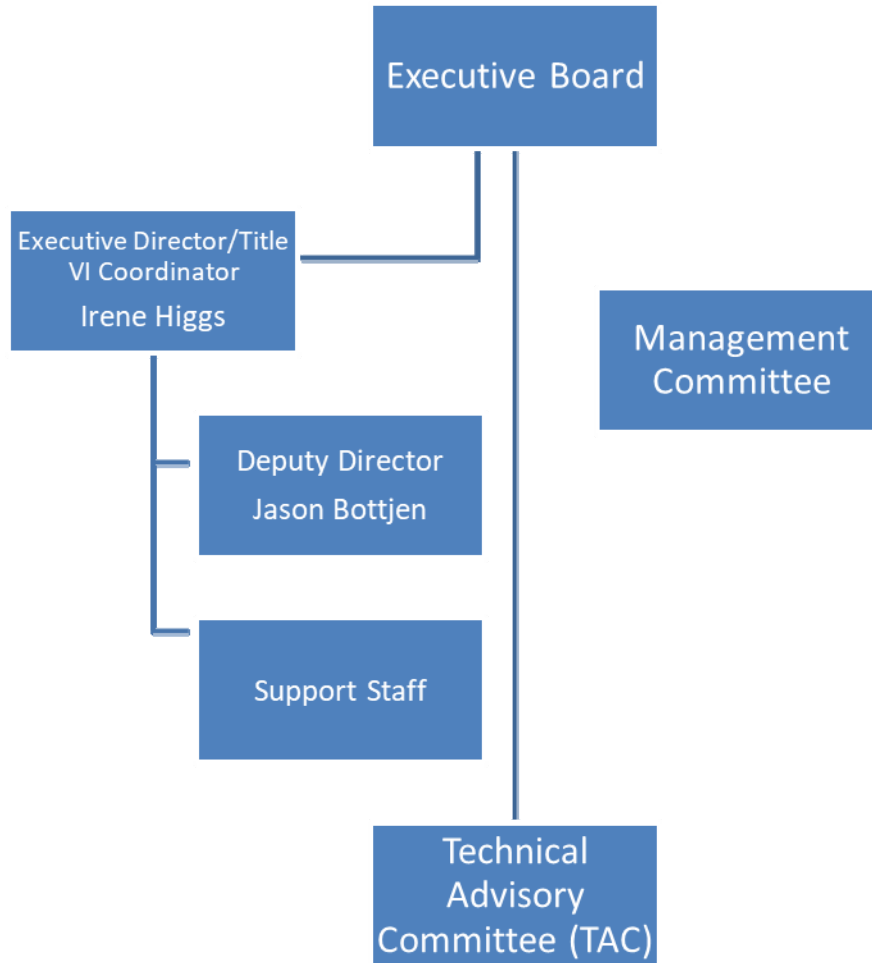 Executive Board
Executive Director/Title
VI Coordinator
Irene Higgs
Management
Committee
Deputy Director
Jason Bottjen
Support Staff
Technical
Advisory
Committee (TAC)